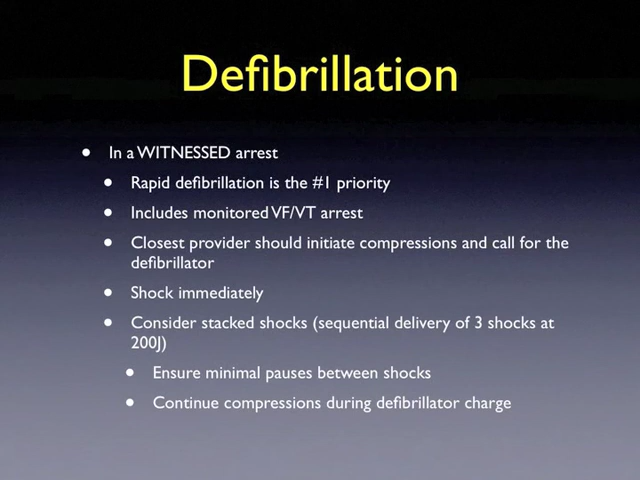 Defibrillation
• In a WITNESSED arrest
• Rapid defibrillation is the #1 priority
• Includes monitored VF/VT arrest
• Closest provider should initiate compressions and call for the
defibrillator
• Shock immediately
• Consider stacked shocks (sequential delivery of 3 shocks at
200J)
• Ensure minimal pauses between shocks
• Continue compressions during defibrillator charge